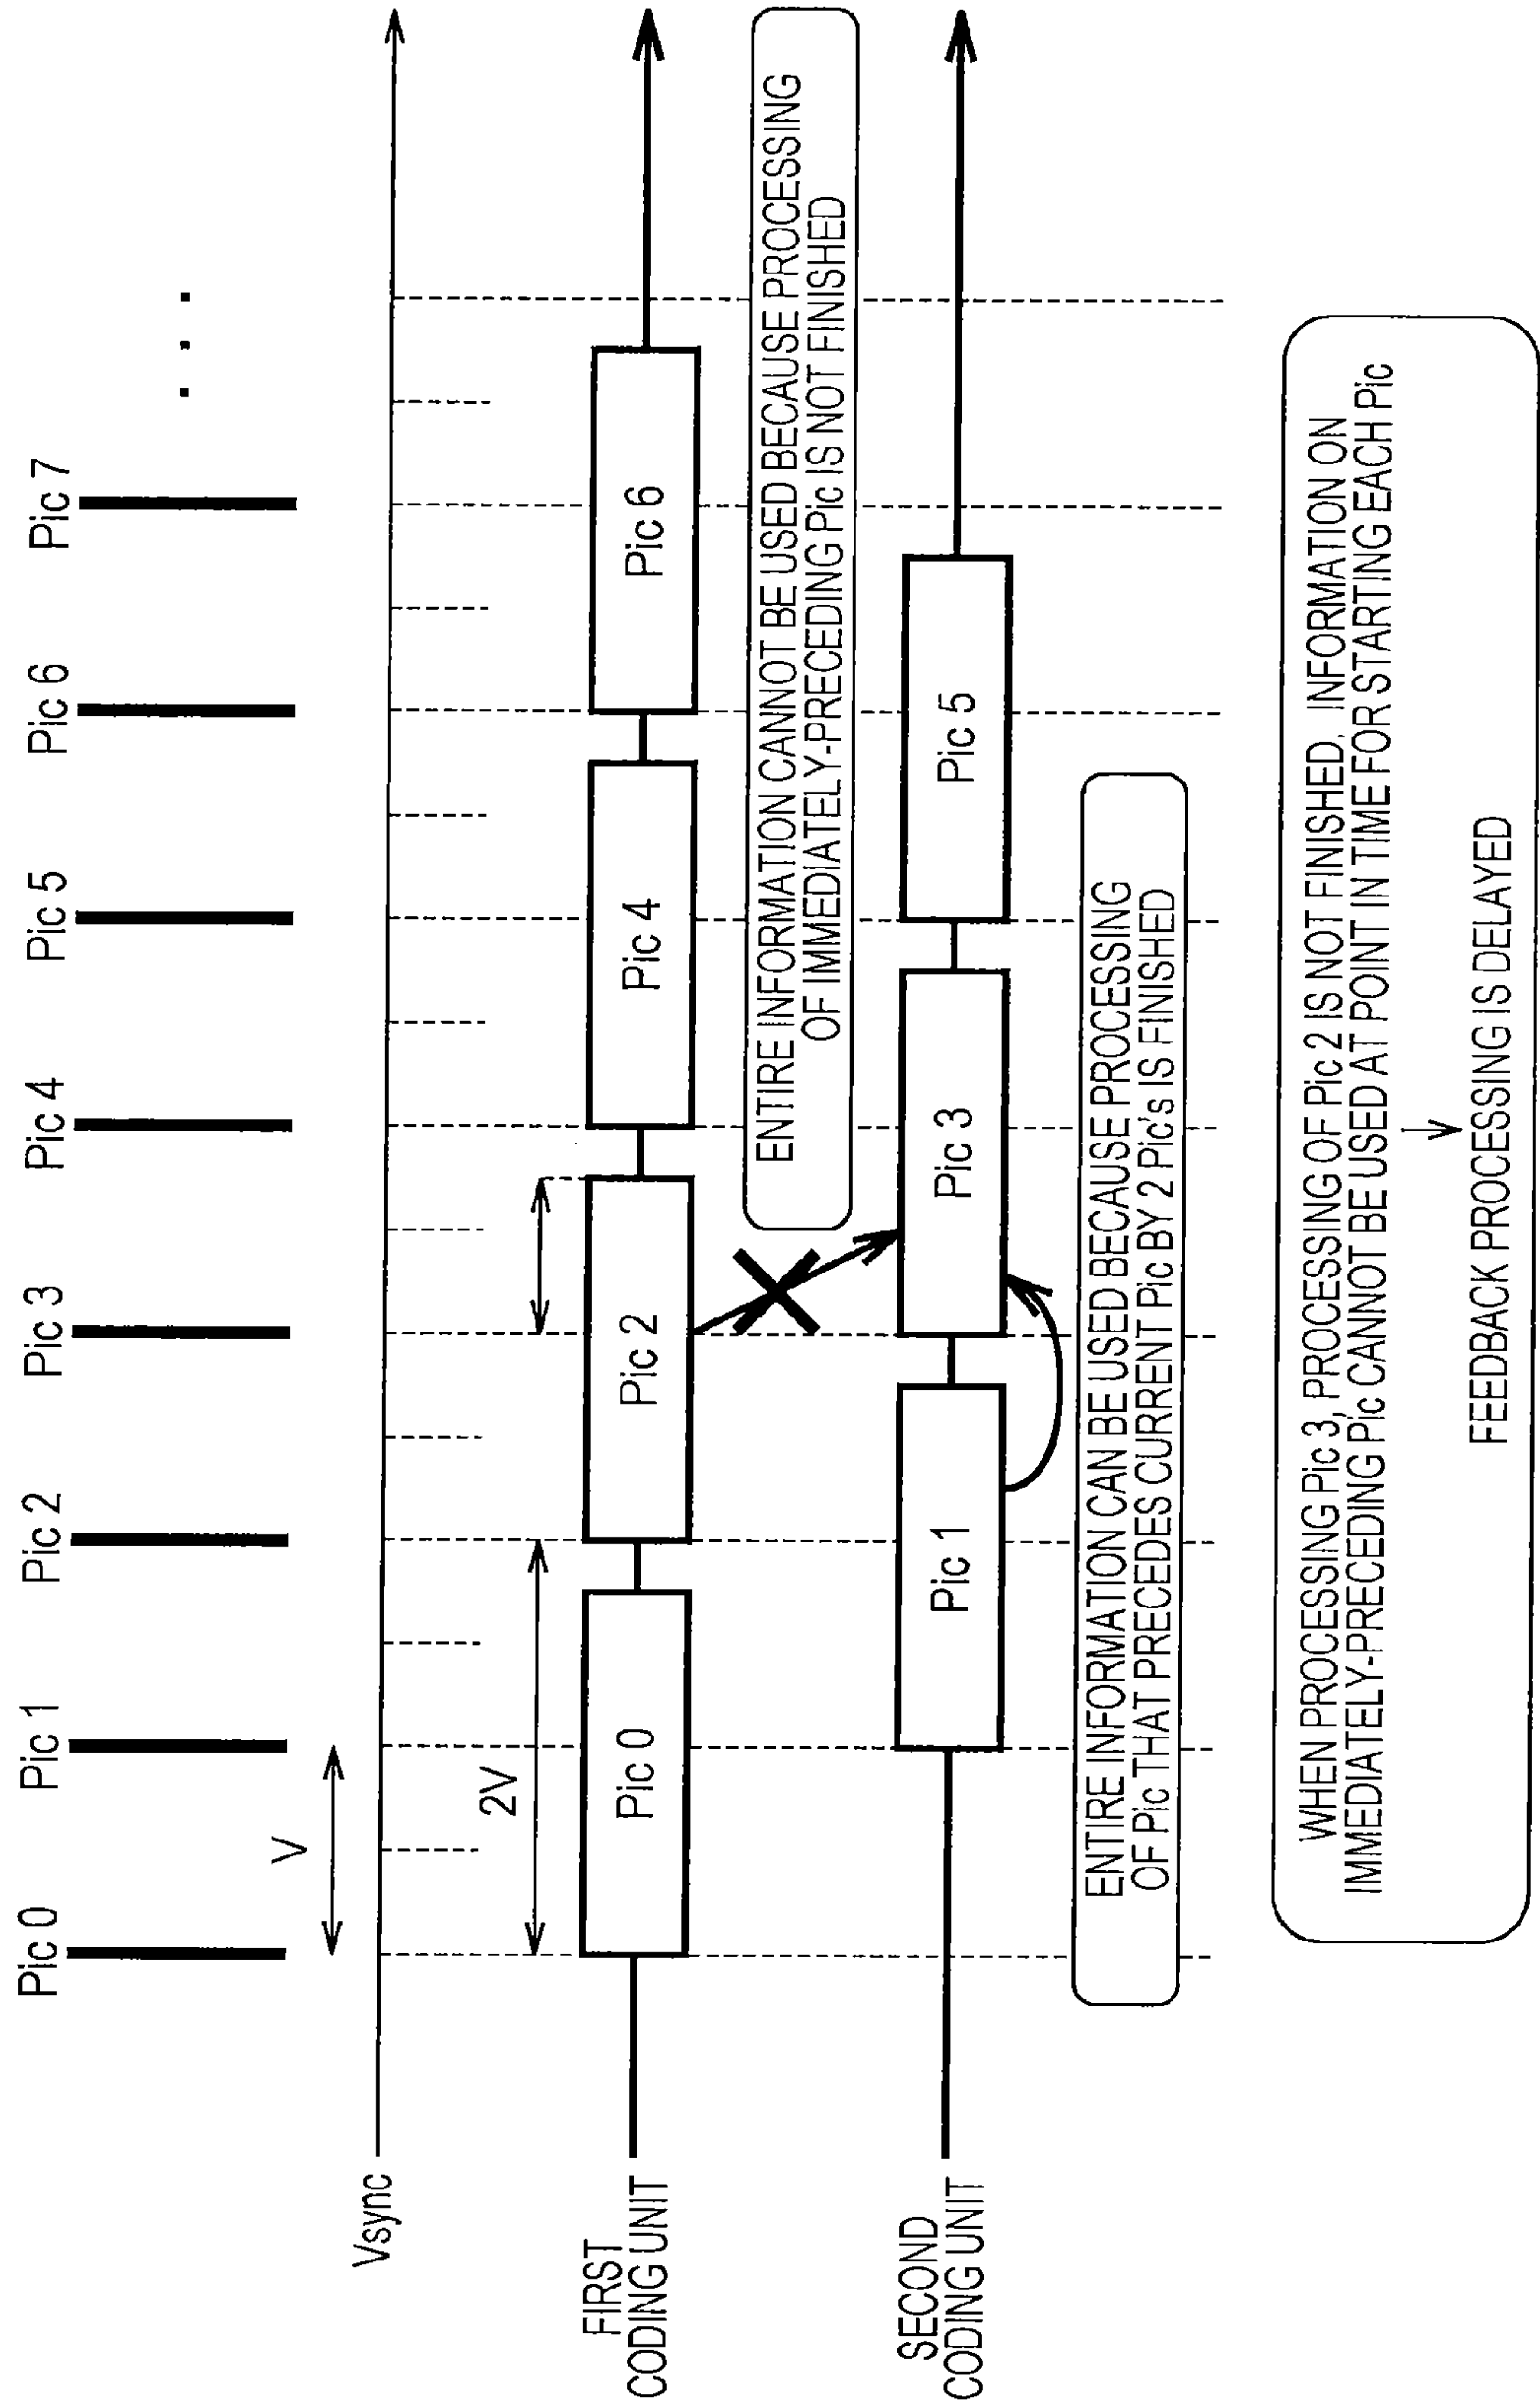 Pic 0
Pic 1
Pic 2
Pic 3
Pic 4
Pic 5
Pic 6
Pic 7
. . .
V
Vsync
2V
FIRST
CODING UNIT
Pic 0
Pic 2
Pic 4
Pic 6
ENTIRE INFORMATION CANNOT BE USED BECAUSE PROCESSING
OF IMMEDIATELY-PRECEDING Pic IS NOT FINISHED
SECOND
CODING UNIT
Pic 1
Pic 3
Pic 5
ENTIRE INFORMATION CAN BE USED BECAUSE PROCESSING
OF Pic THAT PRECEDES CURRENT Pic BY 2 Pic's IS FINISHED
WHEN PROCESSING Pic 3, PROCESSING OF Pic 2 IS NOT FINISHED, INFORMATION ON
IMMEDIATELY-PRECEDING Pic CANNOT BE USED AT POINT IN TIME FOR STARTING EACH Pic
FEEDBACK PROCESSING IS DELAYED